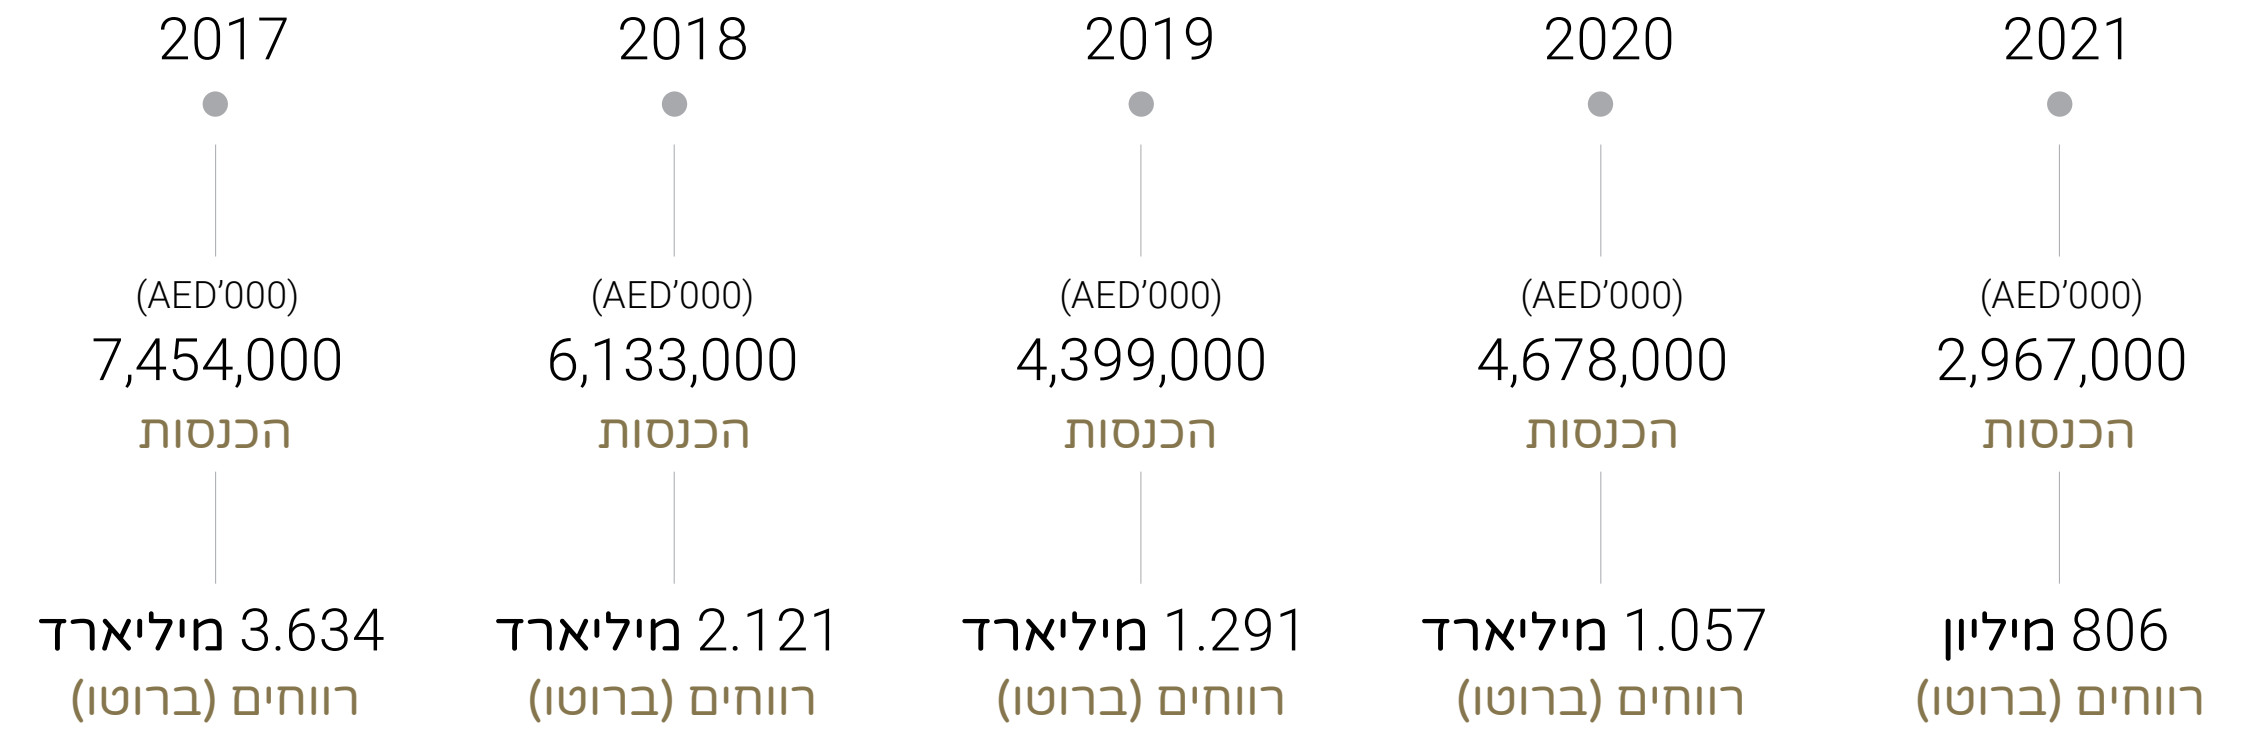 2017
(AED’000)
7,454,000
הכנסות
3.634 מיליארד
רווחים (ברוטו)
2018
(AED’000)
6,133,000
הכנסות
2.121 מיליארד
רווחים (ברוטו)
2019
(AED’000)
4,399,000
הכנסות
1.291 מיליארד
רווחים (ברוטו)
2020
(AED’000)
4,678,000
הכנסות
1.057 מיליארד
רווחים (ברוטו)
2021
(AED’000)
2,967,000
הכנסות
806 מיליון
רווחים (ברוטו)